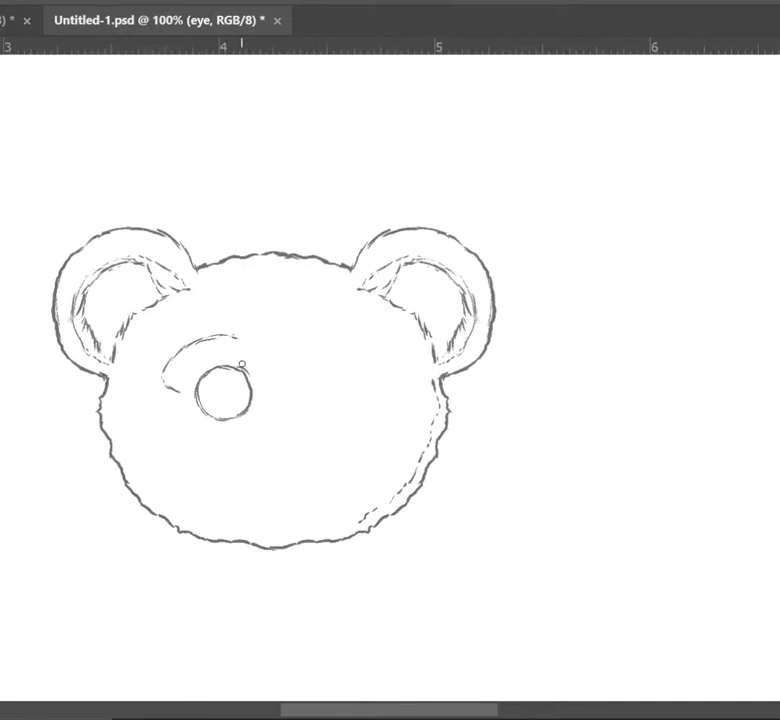 ) * ×
Untitled-1.psd @ 100% (eye, RGB/8) * ×
3 4 5 6